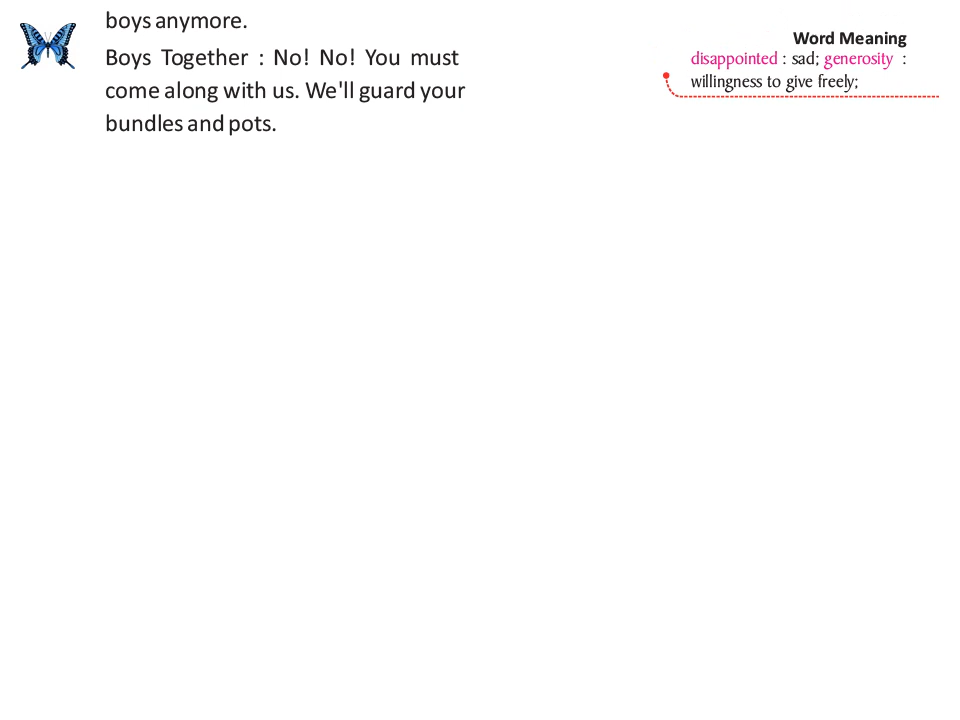 boys anymore.
Boys Together : No! No! You must
come along with us. We'll guard your
bundles and pots.
Word Meaning
disappointed : sad; generosity :
willingness to give freely;